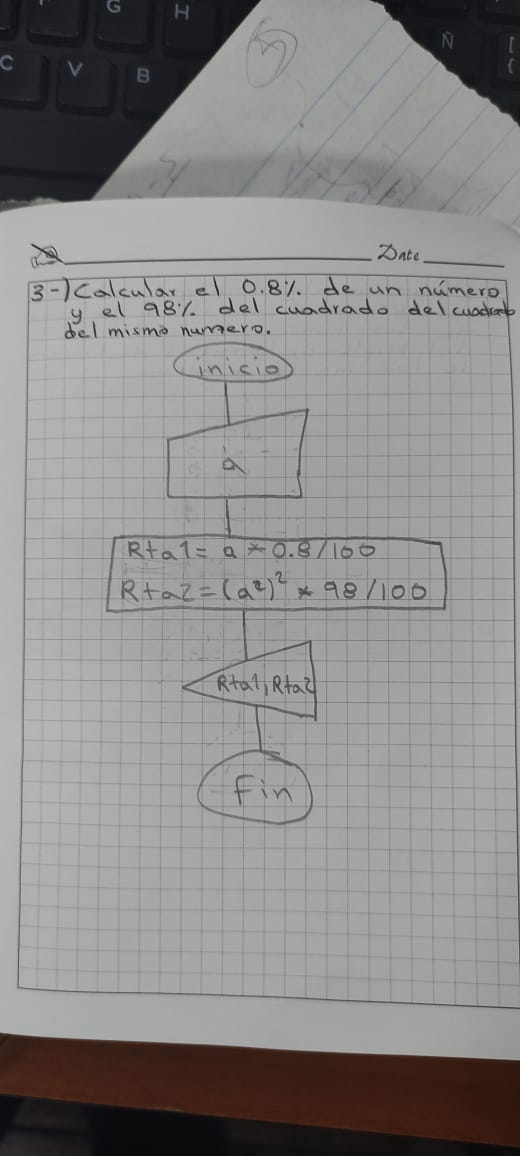 G
H
Ñ
[
{
C
V
B
Date
3-) Calcular el 0.8% de un número
y el 98% del cuadrado del cuadrado
del mismo numero.
inicio
a
Rta1 = a * 0.8/100
Rta2 = (a²)² * 98/100
Rta1, Rta2
Fin